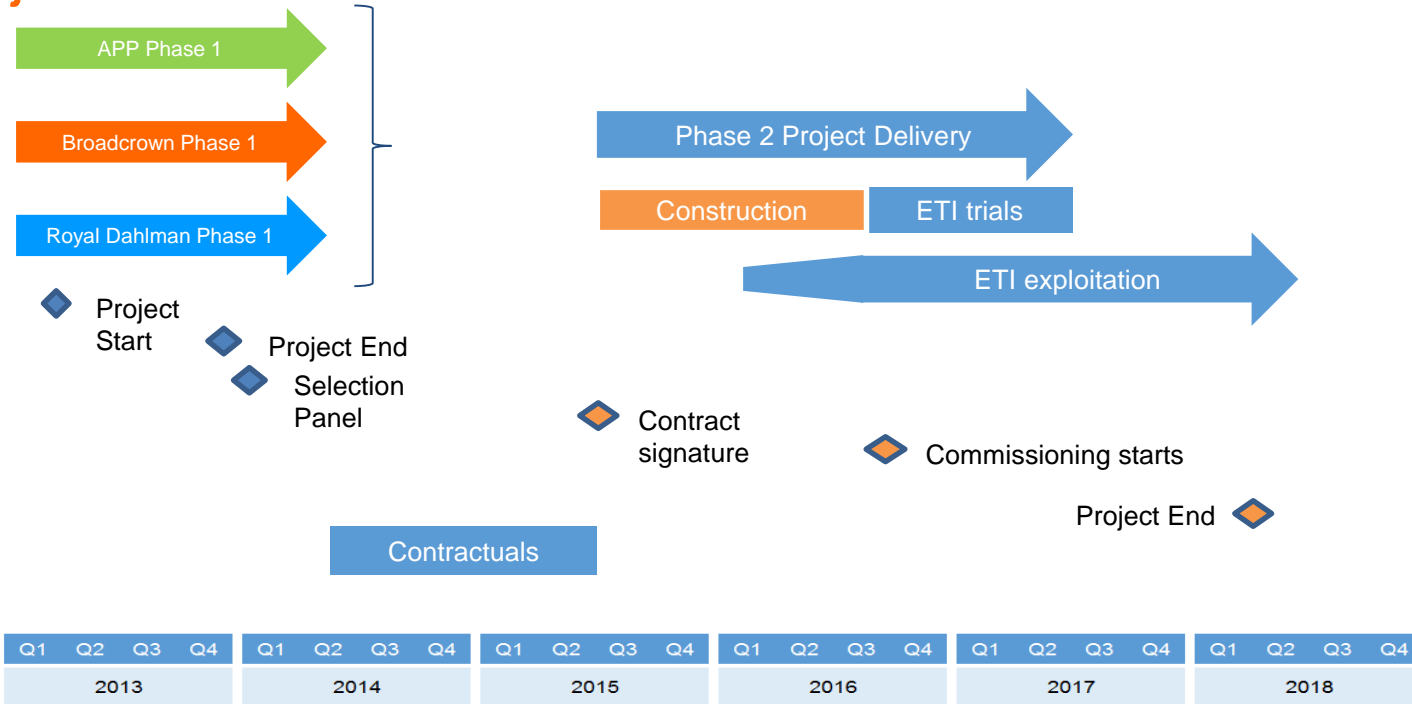 APP Phase 1
Broadcrown Phase 1
Royal Dahlman Phase 1
Phase 2 Project Delivery
Construction
ETI trials
ETI exploitation
Project
Start
Project End
Selection
Panel
Contract
signature
Commissioning starts
Project End
Contractuals
Q1 Q2 Q3 Q4 Q1 Q2 Q3 Q4 Q1 Q2 Q3 Q4 Q1 Q2 Q3 Q4 Q1 Q2 Q3 Q4 Q1 Q2 Q3 Q4
2013 2014 2015 2016 2017 2018